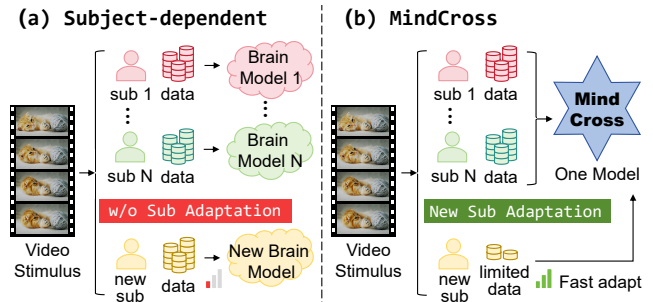 (a) Subject-dependent
sub 1 data
Brain
Model 1
sub N data
Brain
Model N
w/o Sub Adaptation
Video
Stimulus
new
sub
data
New Brain
Model
(b) MindCross
sub 1 data
sub N data
Mind
Cross
One Model
New Sub Adaptation
Video
Stimulus
new
sub
limited
data
Fast adapt